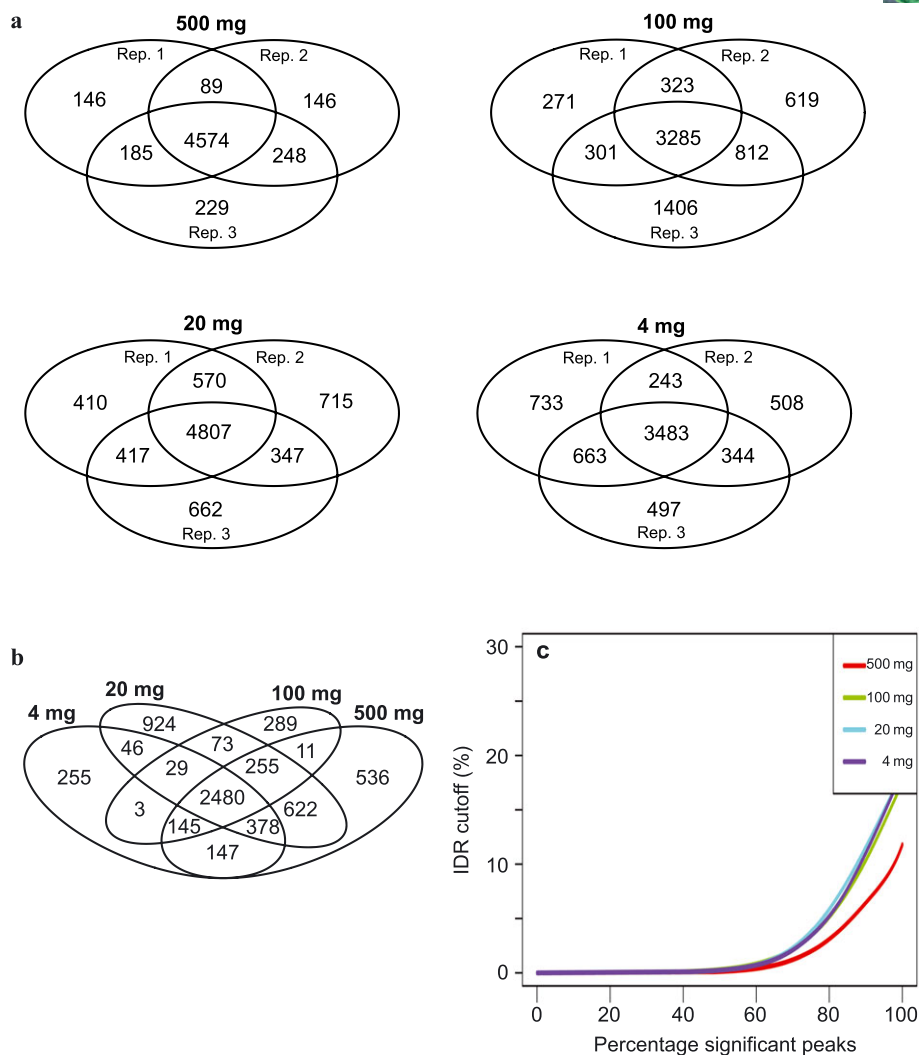 a
500 mg
Rep. 1
Rep. 2
146
89
146
185
4574
248
229
Rep. 3
100 mg
Rep. 1
Rep. 2
271
323
619
301
3285
812
1406
Rep. 3
20 mg
Rep. 1
Rep. 2
410
570
715
417
4807
347
662
Rep. 3
4 mg
Rep. 1
Rep. 2
733
243
508
663
3483
344
497
Rep. 3
b
4 mg
20 mg
100 mg
500 mg
924
289
46
73
11
255
29
255
536
3
2480
622
145
378
147
c
500 mg
100 mg
20 mg
4 mg
IDR cutoff (%)
30
20
10
0
0 20 40 60 80 100
Percentage significant peaks